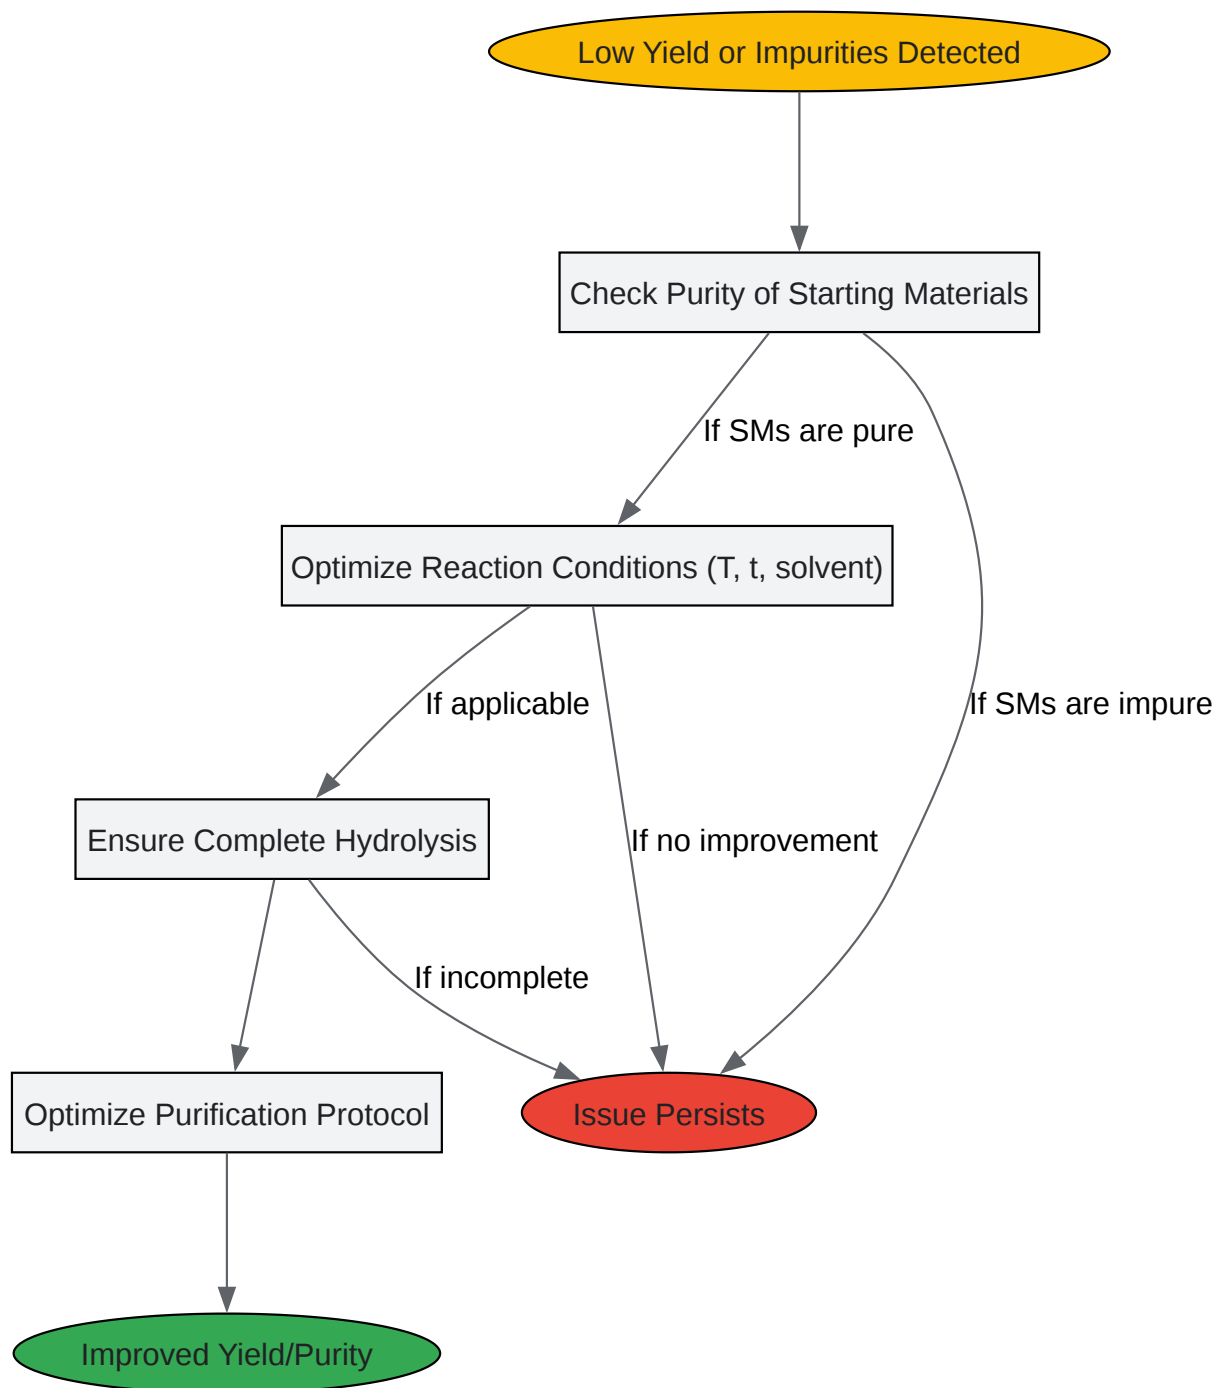 Low Yield or Impurities Detected
Check Purity of Starting Materials
If SMs are pure
Optimize Reaction Conditions (T, t, solvent)
If applicable
If SMs are impure
Ensure Complete Hydrolysis
If no improvement
If incomplete
Optimize Purification Protocol
Issue Persists
Improved Yield/Purity